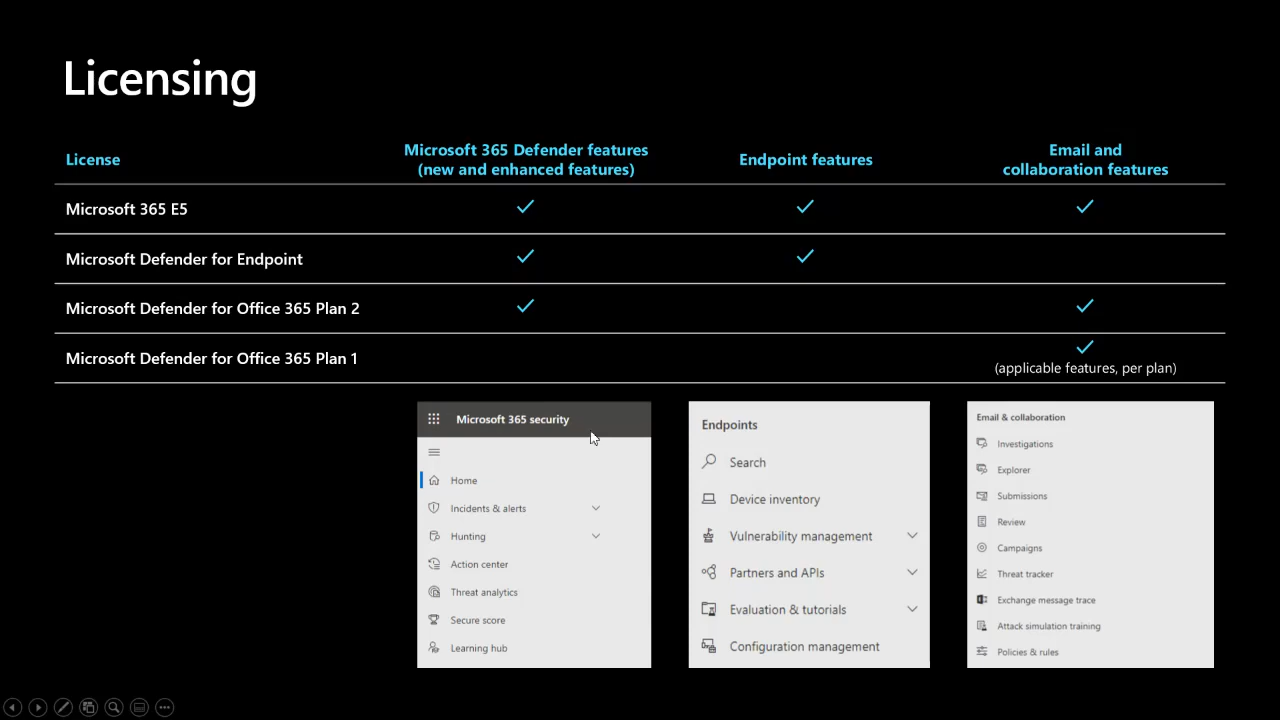 Licensing
License
Microsoft 365 Defender features
(new and enhanced features)
Endpoint features
Email and
collaboration features
Microsoft 365 E5
Microsoft Defender for Endpoint
Microsoft Defender for Office 365 Plan 2
Microsoft Defender for Office 365 Plan 1
(applicable features, per plan)
Microsoft 365 security
Home
Incidents & alerts
Hunting
Action center
Threat analytics
Secure score
Learning hub
Endpoints
Search
Device inventory
Vulnerability management
Partners and APIs
Evaluation & tutorials
Configuration management
Email & collaboration
Investigations
Explorer
Submissions
Review
Campaigns
Threat tracker
Exchange message trace
Attack simulation training
Policies & rules